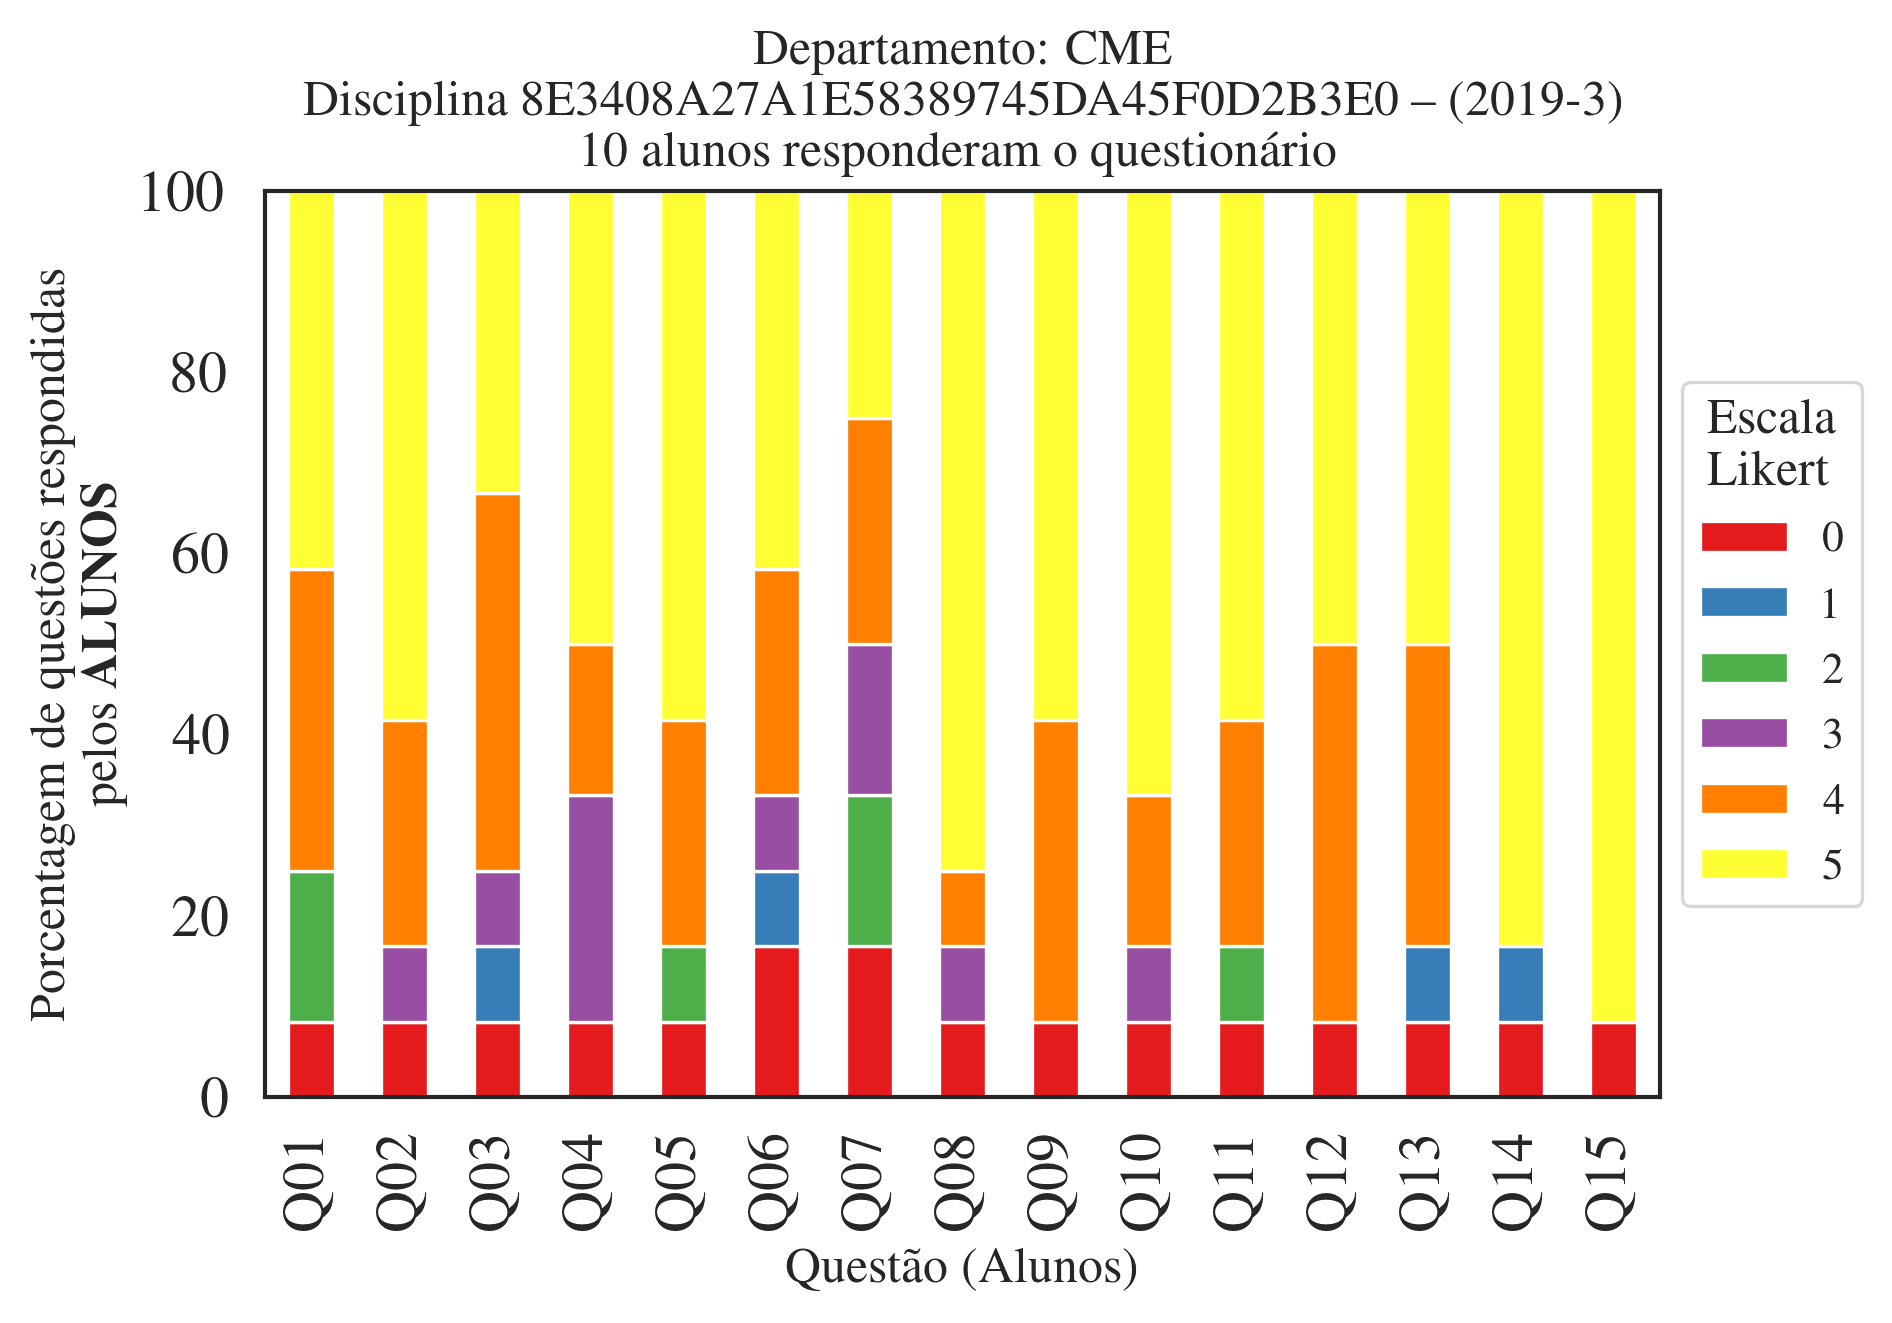 Departamento: CME
Disciplina 8E3408A27A1E58389745DA45F0D2B3E0 – (2019-3)
10 alunos responderam o questionário
100
80
60
40
20
0
Porcentagem de questões respondidas
pelos ALUNOS
Q01
Q02
Q03
Q04
Q05
Q06
Q07
Q08
Q09
Q10
Q11
Q12
Q13
Q14
Q15
Questão (Alunos)
Escala
Likert
0
1
2
3
4
5